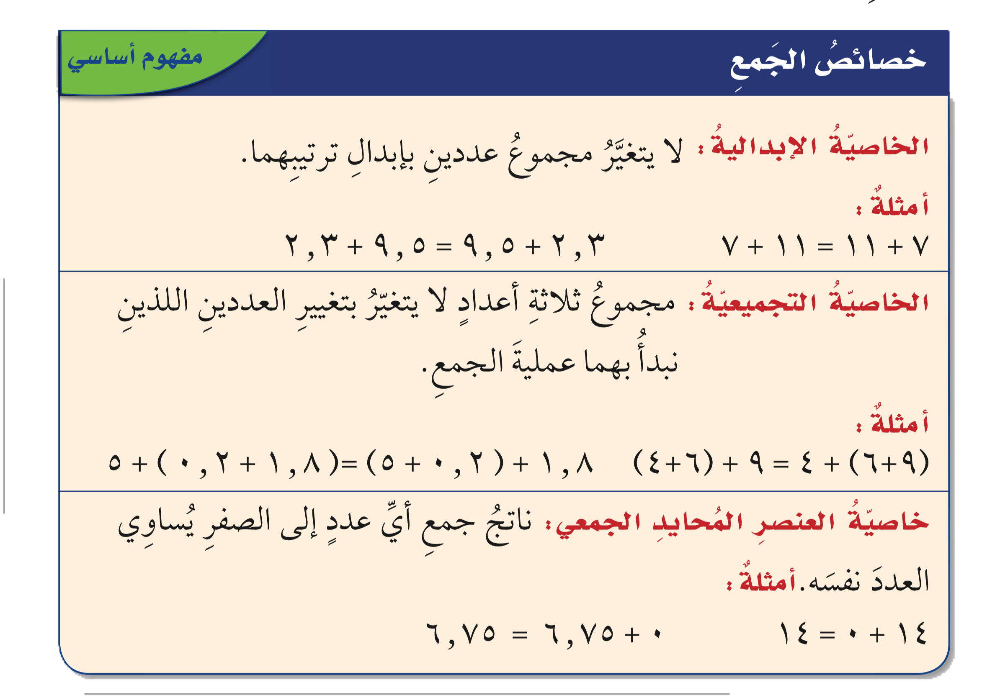 خصائصُ الجَمعِ
مفهوم أساسي
الخاصيّةُ الإبداليةُ: لا يتغيَّرُ مجموعُ عددينِ بإبدالِ ترتيبِهما.
أمثلةٌ:
٧ + ١١ = ١١ + ٧ ٢,٣ + ٩,٥ = ٩,٥ + ٢,٣
الخاصيّةُ التجميعيّةُ: مجموعُ ثلاثةِ أعدادٍ لا يتغيّرُ بتغييرِ العددينِ اللذينِ
نبدأُ بهما عمليةَ الجمعِ.
أمثلةٌ:
(٩+٦) + ٤ = ٩ + (٦+٤) ١,٨ + (٠,٢ + ٥) =(١,٨ + ٠,٢) + ٥
خاصيّةُ العنصرِ المُحايدِ الجمعي: ناتجُ جمعِ أيِّ عددٍ إلى الصفرِ يُساوِي
العددَ نفسَه. أمثلةٌ:
١٤ + ٠ = ١٤ ٠ + ٦,٧٥ = ٦,٧٥